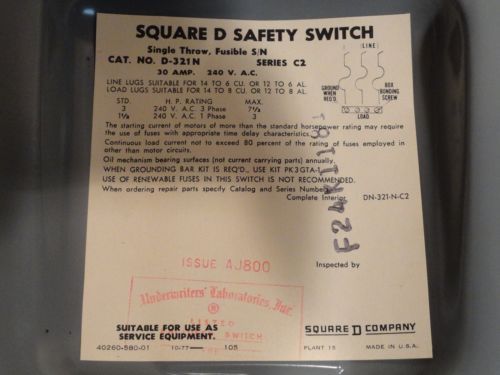 SQUARE D SAFETY SWITCH
Single Throw, Fusible S/N
CAT. NO. D-321N SERIES C2
30 AMP. 240 V. A.C.
LINE LUGS SUITABLE FOR 14 TO 6 CU. OR 12 TO 6 AL.
LOAD LUGS SUITABLE FOR 14 TO 8 CU. OR 12 TO 8 AL.
LINE
GROUND WHEN REQ'D.
BOX BONDING SCREW
LOAD
STD. H. P. RATING MAX.
3 240 V. A.C. 3 Phase 7½
1½ 240 V. A.C. 1 Phase 3
The starting current of motors of more than the standard horsepower rating may require
the use of fuses with appropriate time delay characteristics.
Continuous load current not to exceed 80 percent of the rating of fuses employed in
other than motor circuits.
Oil mechanism bearing surfaces (not current carrying parts) annually.
WHEN GROUNDING BAR KIT IS REQ'D., USE KIT PK3GTA-1
USE OF RENEWABLE FUSES IN THIS SWITCH IS NOT RECOMMENDED.
When ordering repair parts specify Catalog and Series Number
Complete Interior DN-321-N-C2
ISSUE AJ800
Inspected by
Underwriters' Laboratories, Inc.
LISTED
SWITCH
SUITABLE FOR USE AS
SERVICE EQUIPMENT.
SQUARE D COMPANY
40260-580-01 10-77 105 PLANT 15 MADE IN U.S.A.